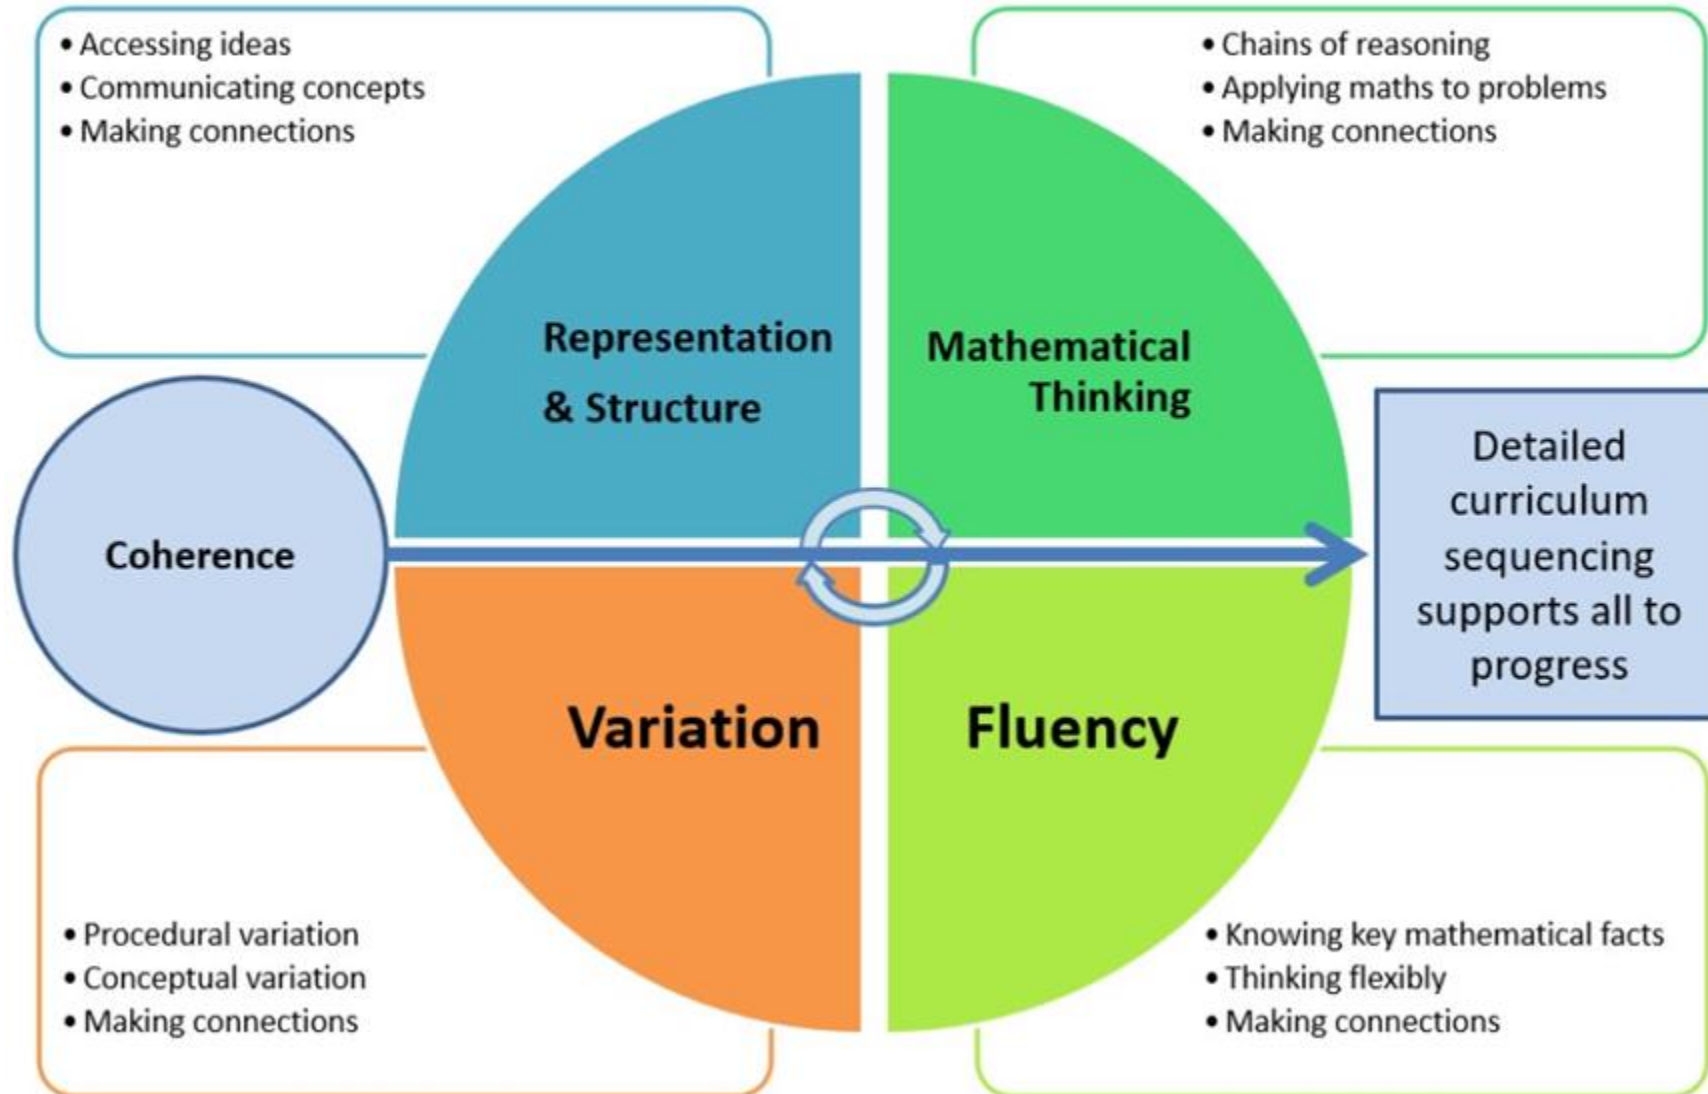 • Accessing ideas
• Communicating concepts
• Making connections
• Chains of reasoning
• Applying maths to problems
• Making connections
Representation
& Structure
Mathematical
Thinking
Coherence
Detailed
curriculum
sequencing
supports all to
progress
Variation
Fluency
• Procedural variation
• Conceptual variation
• Making connections
• Knowing key mathematical facts
• Thinking flexibly
• Making connections